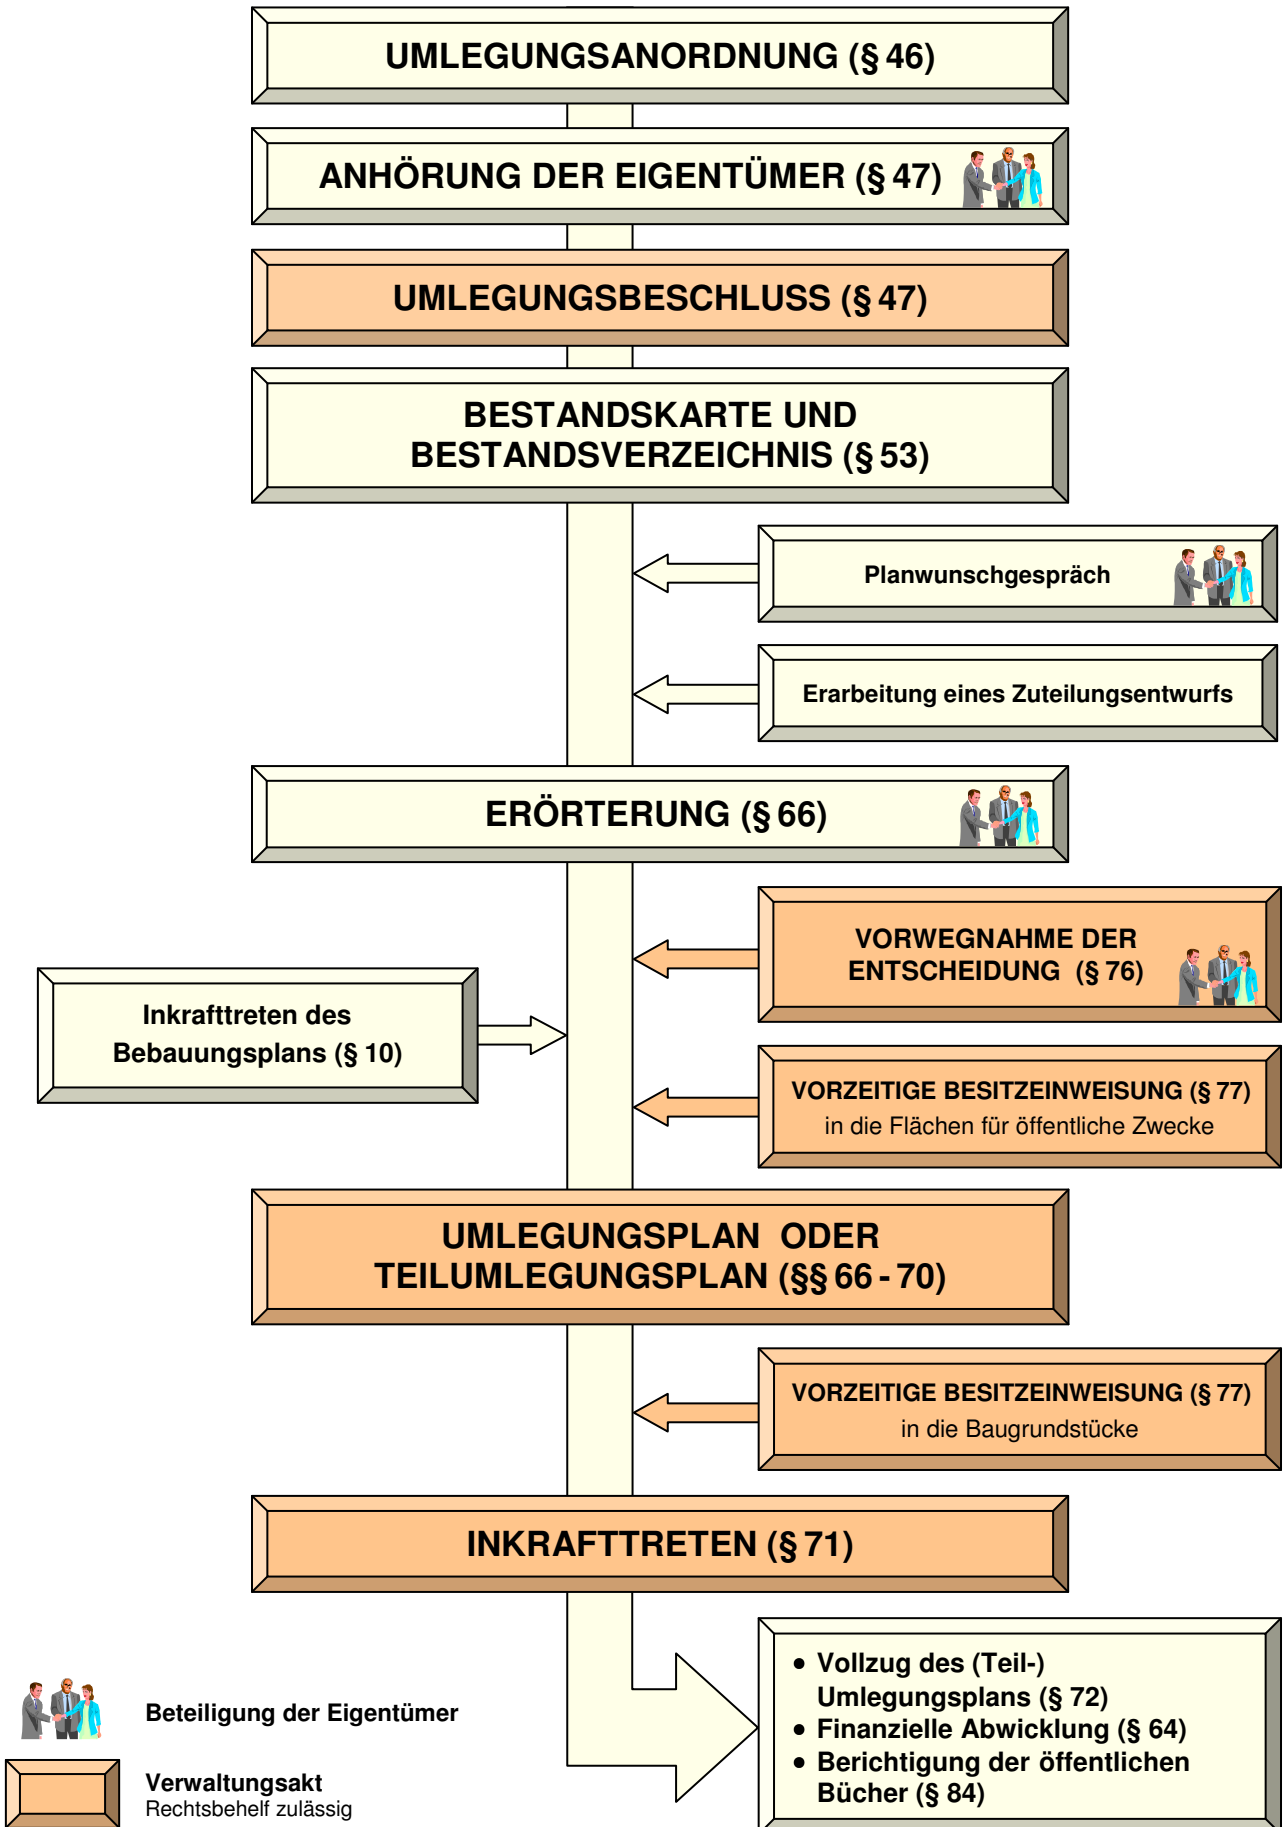 UMLEGUNGSANORDNUNG (§ 46)
ANHÖRUNG DER EIGENTÜMER (§ 47)
UMLEGUNGSBESCHLUSS (§ 47)
BESTANDSKARTE UND
BESTANDSVERZEICHNIS (§ 53)
Planwunschgespräch
Erarbeitung eines Zuteilungsentwurfs
ERÖRTERUNG (§ 66)
VORWEGNAHME DER
ENTSCHEIDUNG (§ 76)
Inkrafttreten des
Bebauungsplans (§ 10)
VORZEITIGE BESITZEINWEISUNG (§ 77)
in die Flächen für öffentliche Zwecke
UMLEGUNGSPLAN ODER
TEILUMLEGUNGSPLAN (§§ 66 - 70)
VORZEITIGE BESITZEINWEISUNG (§ 77)
in die Baugrundstücke
INKRAFTTRETEN (§ 71)
• Vollzug des (Teil-)
Umlegungsplans (§ 72)
• Finanzielle Abwicklung (§ 64)
• Berichtigung der öffentlichen
Bücher (§ 84)
Beteiligung der Eigentümer
Verwaltungsakt
Rechtsbehelf zulässig